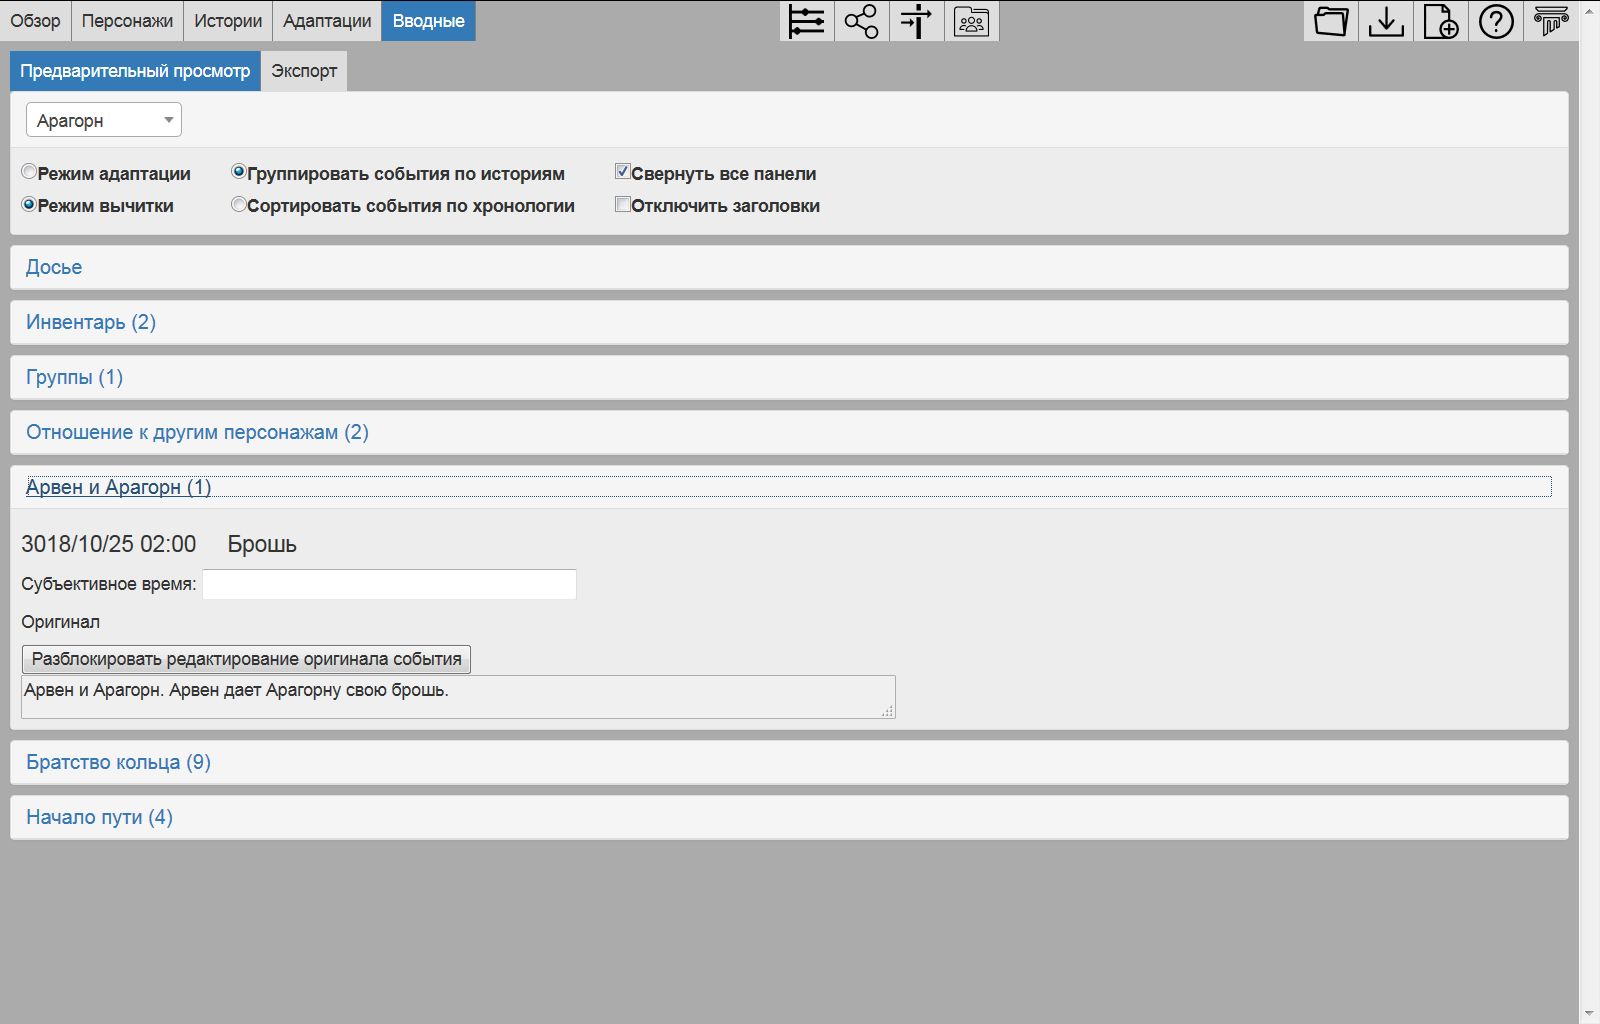 Обзор Персонажи Истории Адаптации Вводные
Предварительный просмотр Экспорт
Арагорн
Режим адаптации Группировать события по историям Свернуть все панели
Режим вычитки Сортировать события по хронологии Отключить заголовки
Досье
Инвентарь (2)
Группы (1)
Отношение к другим персонажам (2)
Арвен и Арагорн (1)
3018/10/25 02:00 Брошь
Субъективное время:
Оригинал
Разблокировать редактирование оригинала события
Арвен и Арагорн. Арвен дает Арагорну свою брошь.
Братство кольца (9)
Начало пути (4)